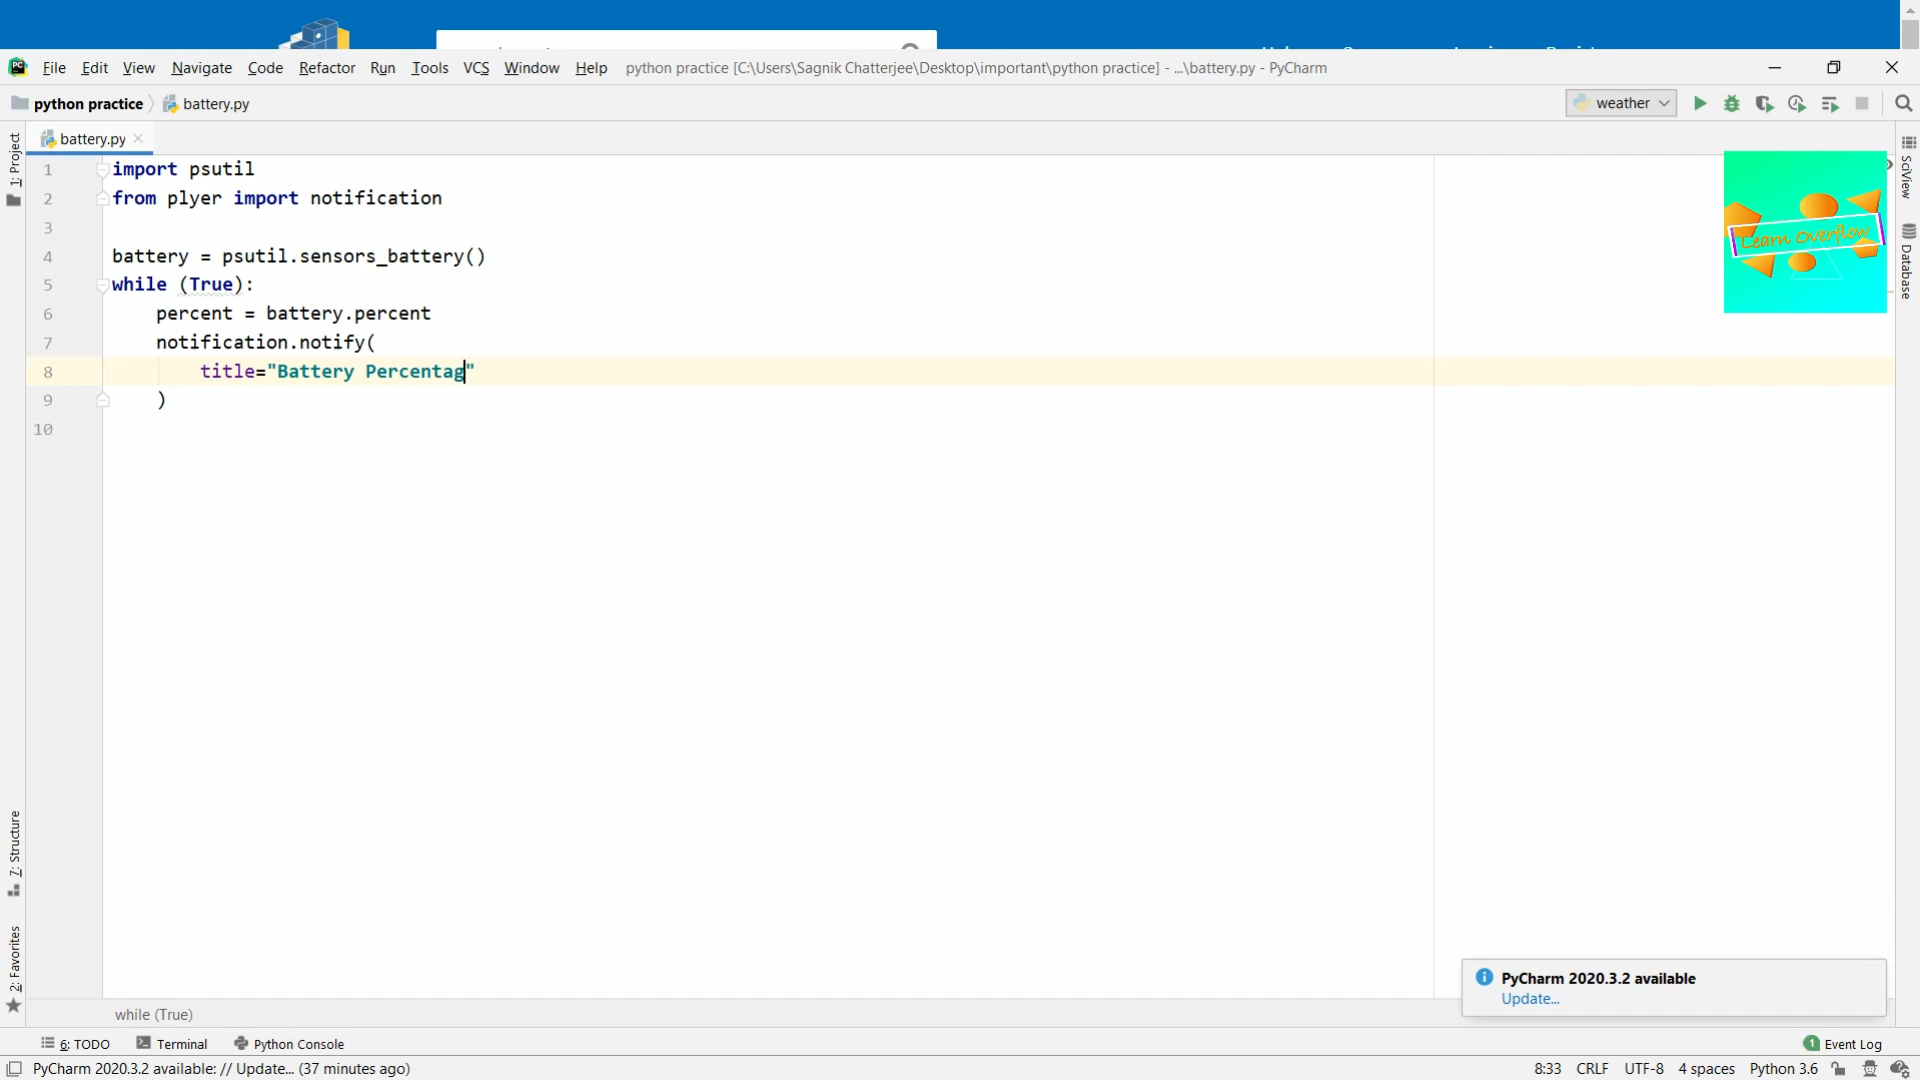 File Edit View Navigate Code Refactor Run Tools VCS Window Help python practice [C:\Users\Sagnik Chatterjee\Desktop\important\python practice] - ...\battery.py - PyCharm
python practice battery.py weather
battery.py
1 import psutil
2 from plyer import notification
3
4 battery = psutil.sensors_battery()
5 while (True):
6 percent = battery.percent
7 notification.notify(
8 title="Battery Percentag"
9 )
10
1: Project
7: Structure
2: Favorites
SciView
Database
Learn Overflow
PyCharm 2020.3.2 available
Update...
while (True)
6: TODO Terminal Python Console 1 Event Log
PyCharm 2020.3.2 available: // Update... (37 minutes ago) 8:33 CRLF UTF-8 4 spaces Python 3.6